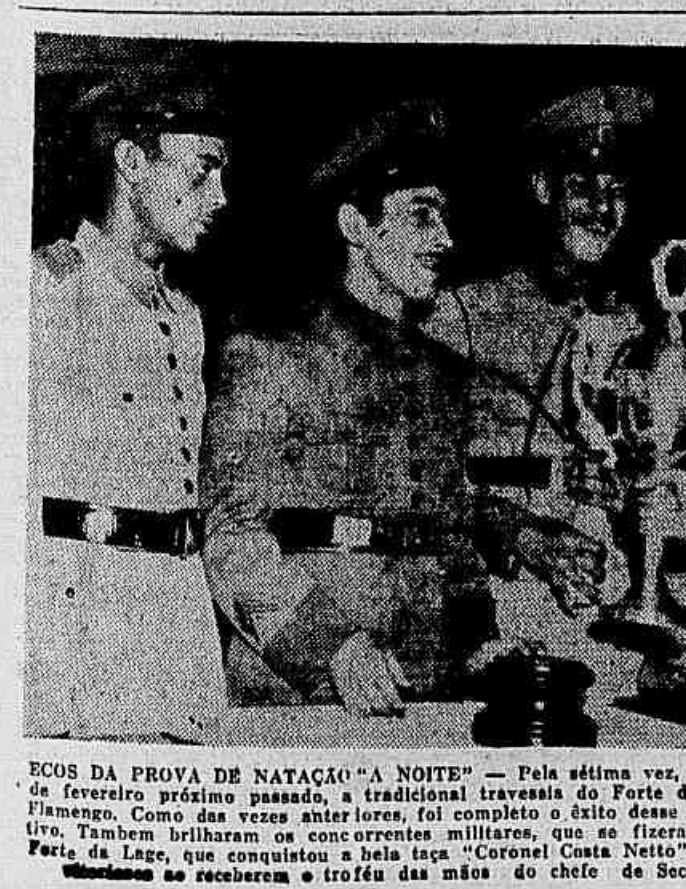 ECOS DA PROVA DE NATAÇÃO "A NOITE" — Pela sétima vez,
de fevereiro próximo passado, a tradicional travessia do Forte d
Flamengo. Como das vezes anteriores, foi completo o êxito desse
tivo. Tambem brilharam os concorrentes militares, que se fizera
Forte da Lage, que conquistou a bela taça "Coronel Costa Netto"
vitoriosos ao receberem o troféu das mãos do chefe de Sec